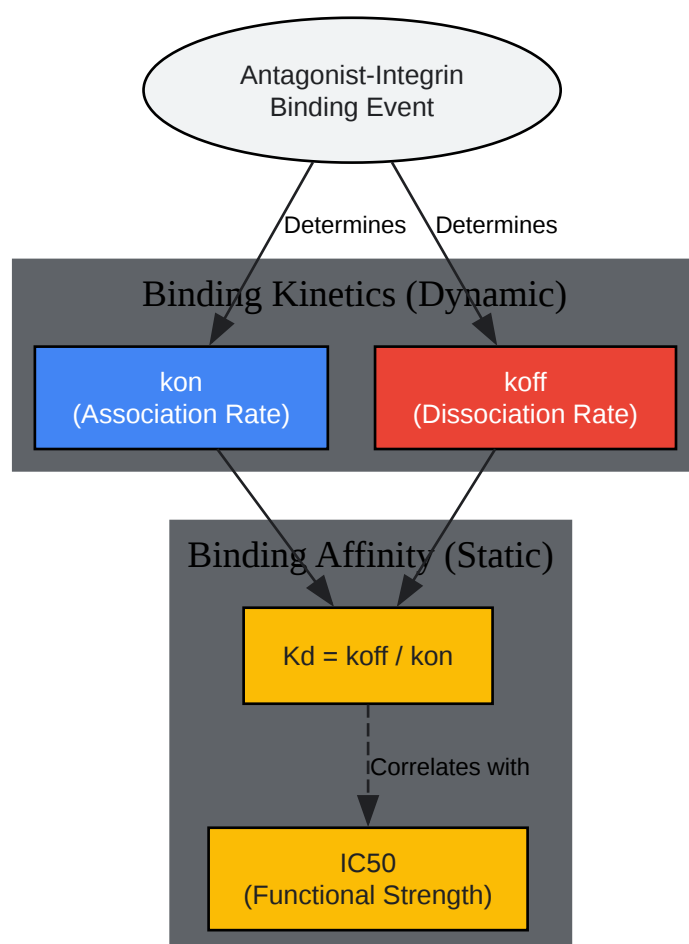 Antagonist-Integrin
Binding Event
Determines
Determines
Binding Kinetics (Dynamic)
kon
(Association Rate)
koff
(Dissociation Rate)
Binding Affinity (Static)
Kd = koff / kon
Correlates with
IC50
(Functional Strength)